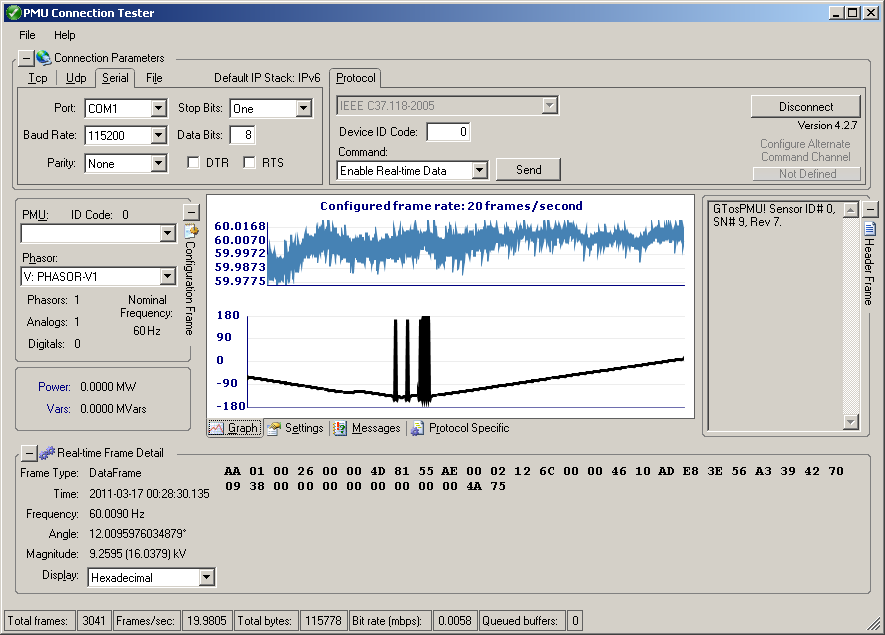 PMU Connection Tester
File Help
Connection Parameters
Tcp Udp Serial File Default IP Stack: IPv6 Protocol
Port: COM1 Stop Bits: One
Baud Rate: 115200 Data Bits: 8
Parity: None DTR RTS
IEEE C37.118-2005
Device ID Code: 0
Command:
Enable Real-time Data Send
Disconnect
Version 4.2.7
Configure Alternate
Command Channel
Not Defined
PMU: ID Code: 0
Phasor:
V: PHASOR-V1
Phasors: 1
Analogs: 1
Digitals: 0
Nominal
Frequency:
60 Hz
Configuration Frame
Power: 0.0000 MW
Vars: 0.0000 MVars
Configured frame rate: 20 frames/second
60.0168
60.0070
59.9972
59.9873
59.9775
180
90
0
-90
-180
Graph Settings Messages Protocol Specific
GTosPMU! Sensor ID# 0,
SN# 9, Rev 7.
Header Frame
Real-time Frame Detail
Frame Type: DataFrame
Time: 2011-03-17 00:28:30.135
Frequency: 60.0090 Hz
Angle: 12.0095976034879°
Magnitude: 9.2595 (16.0379) kV
Display: Hexadecimal
AA 01 00 26 00 00 4D 81 55 AE 00 02 12 6C 00 00 46 10 AD E8 3E 56 A3 39 42 70
09 38 00 00 00 00 00 00 00 00 4A 75
Total frames: 3041 Frames/sec: 19.9805 Total bytes: 115778 Bit rate (mbps): 0.0058 Queued buffers: 0